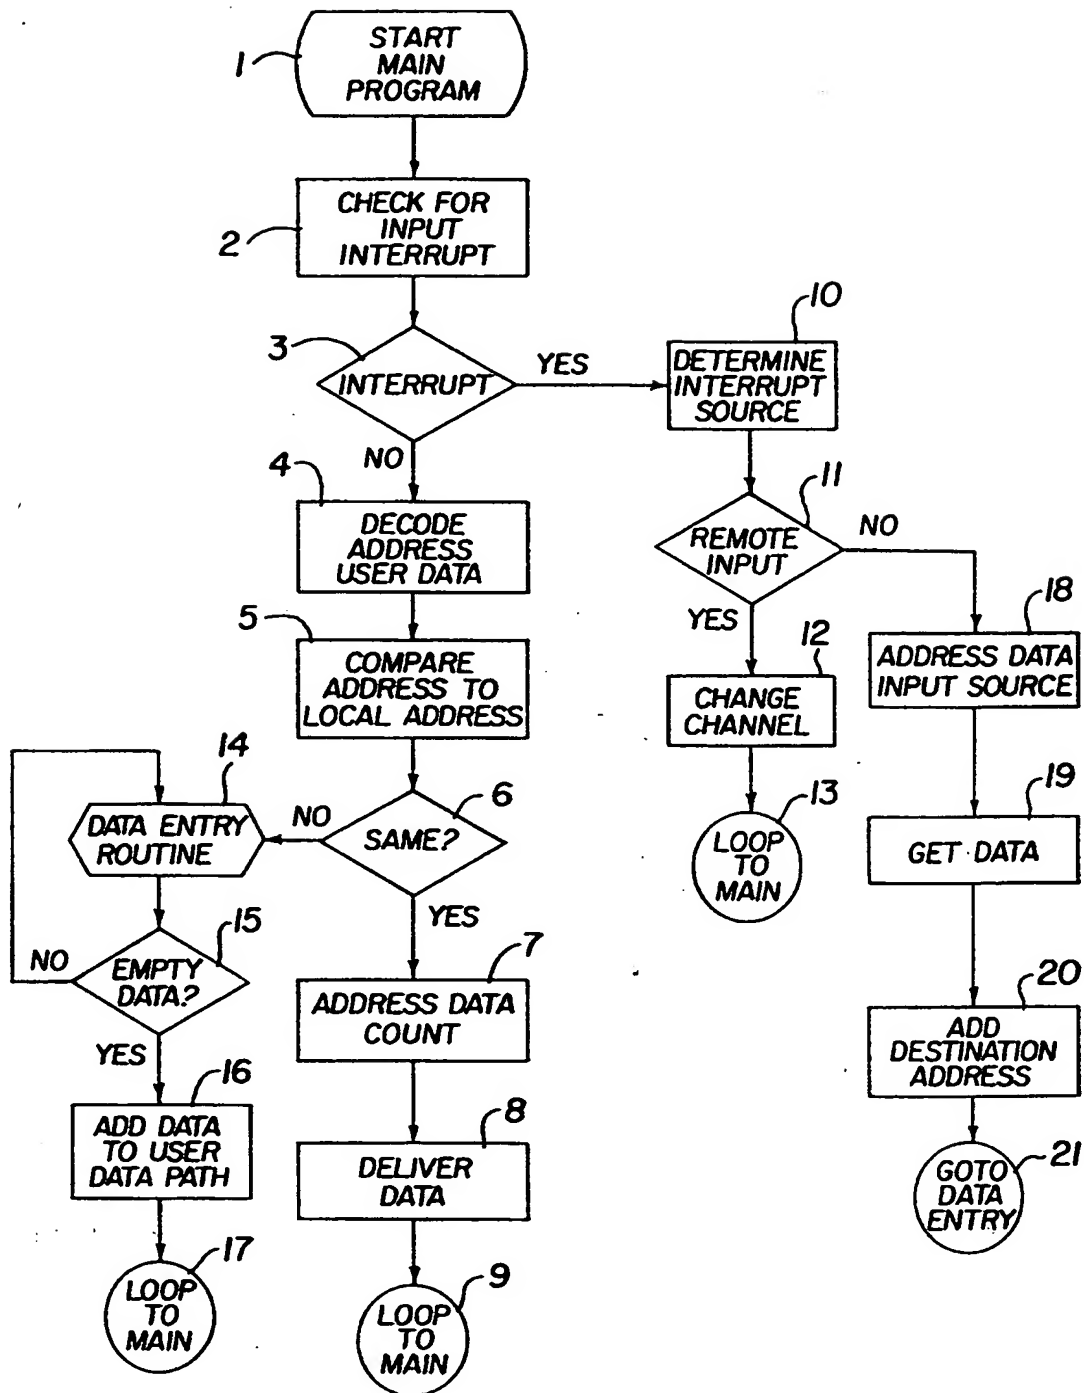 1
START
MAIN
PROGRAM
2
CHECK FOR
INPUT
INTERRUPT
3
INTERRUPT
YES
NO
10
DETERMINE
INTERRUPT
SOURCE
4
DECODE
ADDRESS
USER DATA
11
REMOTE
INPUT
NO
YES
5
COMPARE
ADDRESS TO
LOCAL ADDRESS
12
CHANGE
CHANNEL
18
ADDRESS DATA
INPUT SOURCE
14
DATA ENTRY
ROUTINE
NO
6
SAME?
YES
13
LOOP
TO
MAIN
19
GET DATA
15
EMPTY
DATA?
NO
YES
7
ADDRESS DATA
COUNT
20
ADD
DESTINATION
ADDRESS
16
ADD DATA
TO USER
DATA PATH
8
DELIVER
DATA
21
GOTO
DATA
ENTRY
17
LOOP
TO
MAIN
9
LOOP
TO
MAIN